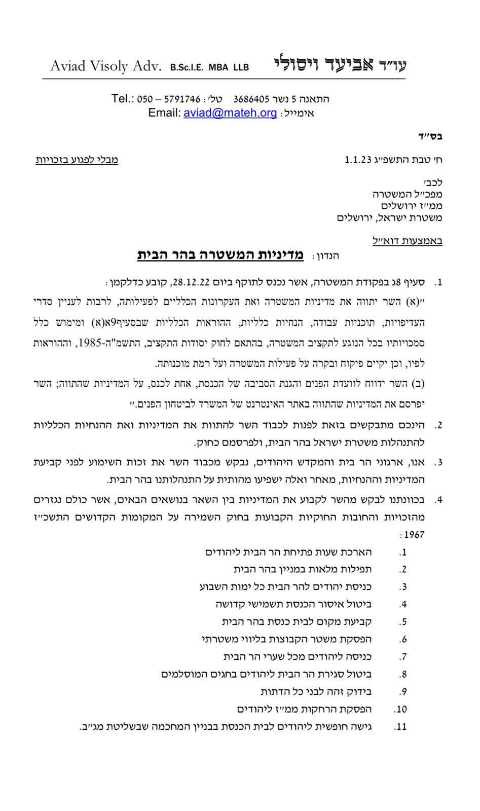 Aviad Visoly Adv. B.Sc.I.E. MBA LLB עו״ד אביעד ויסולי
התאנה 5 נשר 3686405 טל׳: Tel.: 050 – 5791746
אימייל: Email: aviad@mateh.org
בס״ד
ח׳ טבת התשפ״ג 1.1.23 מבלי לפגוע בזכויות
לכב׳
מפכ״ל המשטרה
ממ״ז ירושלים
משטרת ישראל, ירושלים
באמצעות דוא״ל
הנדון: מדיניות המשטרה בהר הבית
1. סעיף 8ג בפקודת המשטרה, אשר נכנס לתוקף ביום 28.12.22, קובע כדלקמן:
״(א) השר יתווה את מדיניות המשטרה ואת העקרונות הכלליים לפעילותה, לרבות לעניין סדרי
העדיפויות, תוכניות עבודה, הנחיות כלליות, ההוראות הכלליות שבסעיף9א(א) ומימוש כלל
סמכויותיו בכל הנוגע לתקציב המשטרה, בהתאם לחוק יסודות התקציב, התשמ"ה-1985, וההוראות
לפיו, וכן יקיים פיקוח ובקרה על פעילות המשטרה ועל רמת מוכנותה.
(ב) השר ידווח לוועדת הפנים והגנת הסביבה של הכנסת, אחת לכנס, על המדיניות שהתווה; השר
יפרסם את המדיניות שהתווה באתר האינטרנט של המשרד לביטחון הפנים.״
2. הינכם מתבקשים בזאת לפנות לכבוד השר להתוות את המדיניות ואת ההנחיות הכלליות
להתנהלות משטרת ישראל בהר הבית, ולפרסמם כחוק.
3. אנו, ארגוני הר בית והמקדש היהודים, נבקש מכבוד השר את זכות השימוע לפני קביעת
המדיניות וההנחיות, מאחר ואלה ישפיעו מהותית על התנהלותנו בהר הבית.
4. בכוונתנו לבקש מהשר לקבוע את המדיניות בין השאר בנושאים הבאים, אשר כולם נגזרים
מהזכויות והחובות החוקיות הקבועות בחוק השמירה על המקומות הקדושים התשכ״ז
1967 :
1. הארכת שעות פתיחת הר הבית ליהודים
2. תפילות מלאות במניין בהר הבית
3. כניסת יהודים להר הבית כל ימות השבוע
4. ביטול איסור הכנסת תשמישי קדושה
5. קביעת מקום לבית כנסת בהר הבית
6. הפסקת משטר הקבוצות בליווי משטרתי
7. כניסה ליהודים מכל שערי הר הבית
8. ביטול סגירת הר הבית ליהודים בחגים המוסלמים
9. בידוק זהה לבני כל הדתות
10. הפסקת הרחקות ממ״ז ליהודים
11. גישה חופשית ליהודים לבית הכנסת בבניין המחכמה שבשליטת מג״ב.